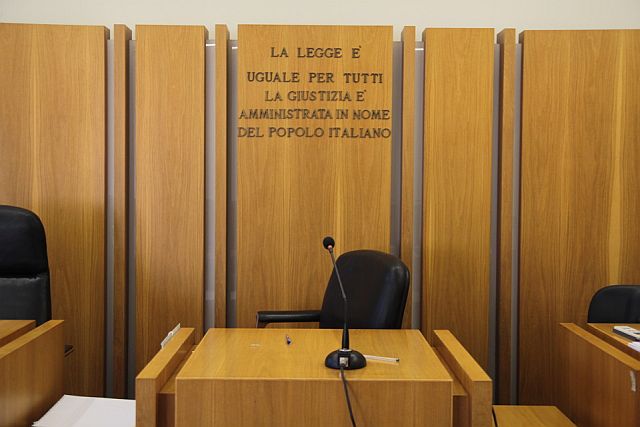 LA LEGGE E'
UGUALE PER TUTTI
LA GIUSTIZIA E'
AMMINISTRATA IN NOME
DEL POPOLO ITALIANO